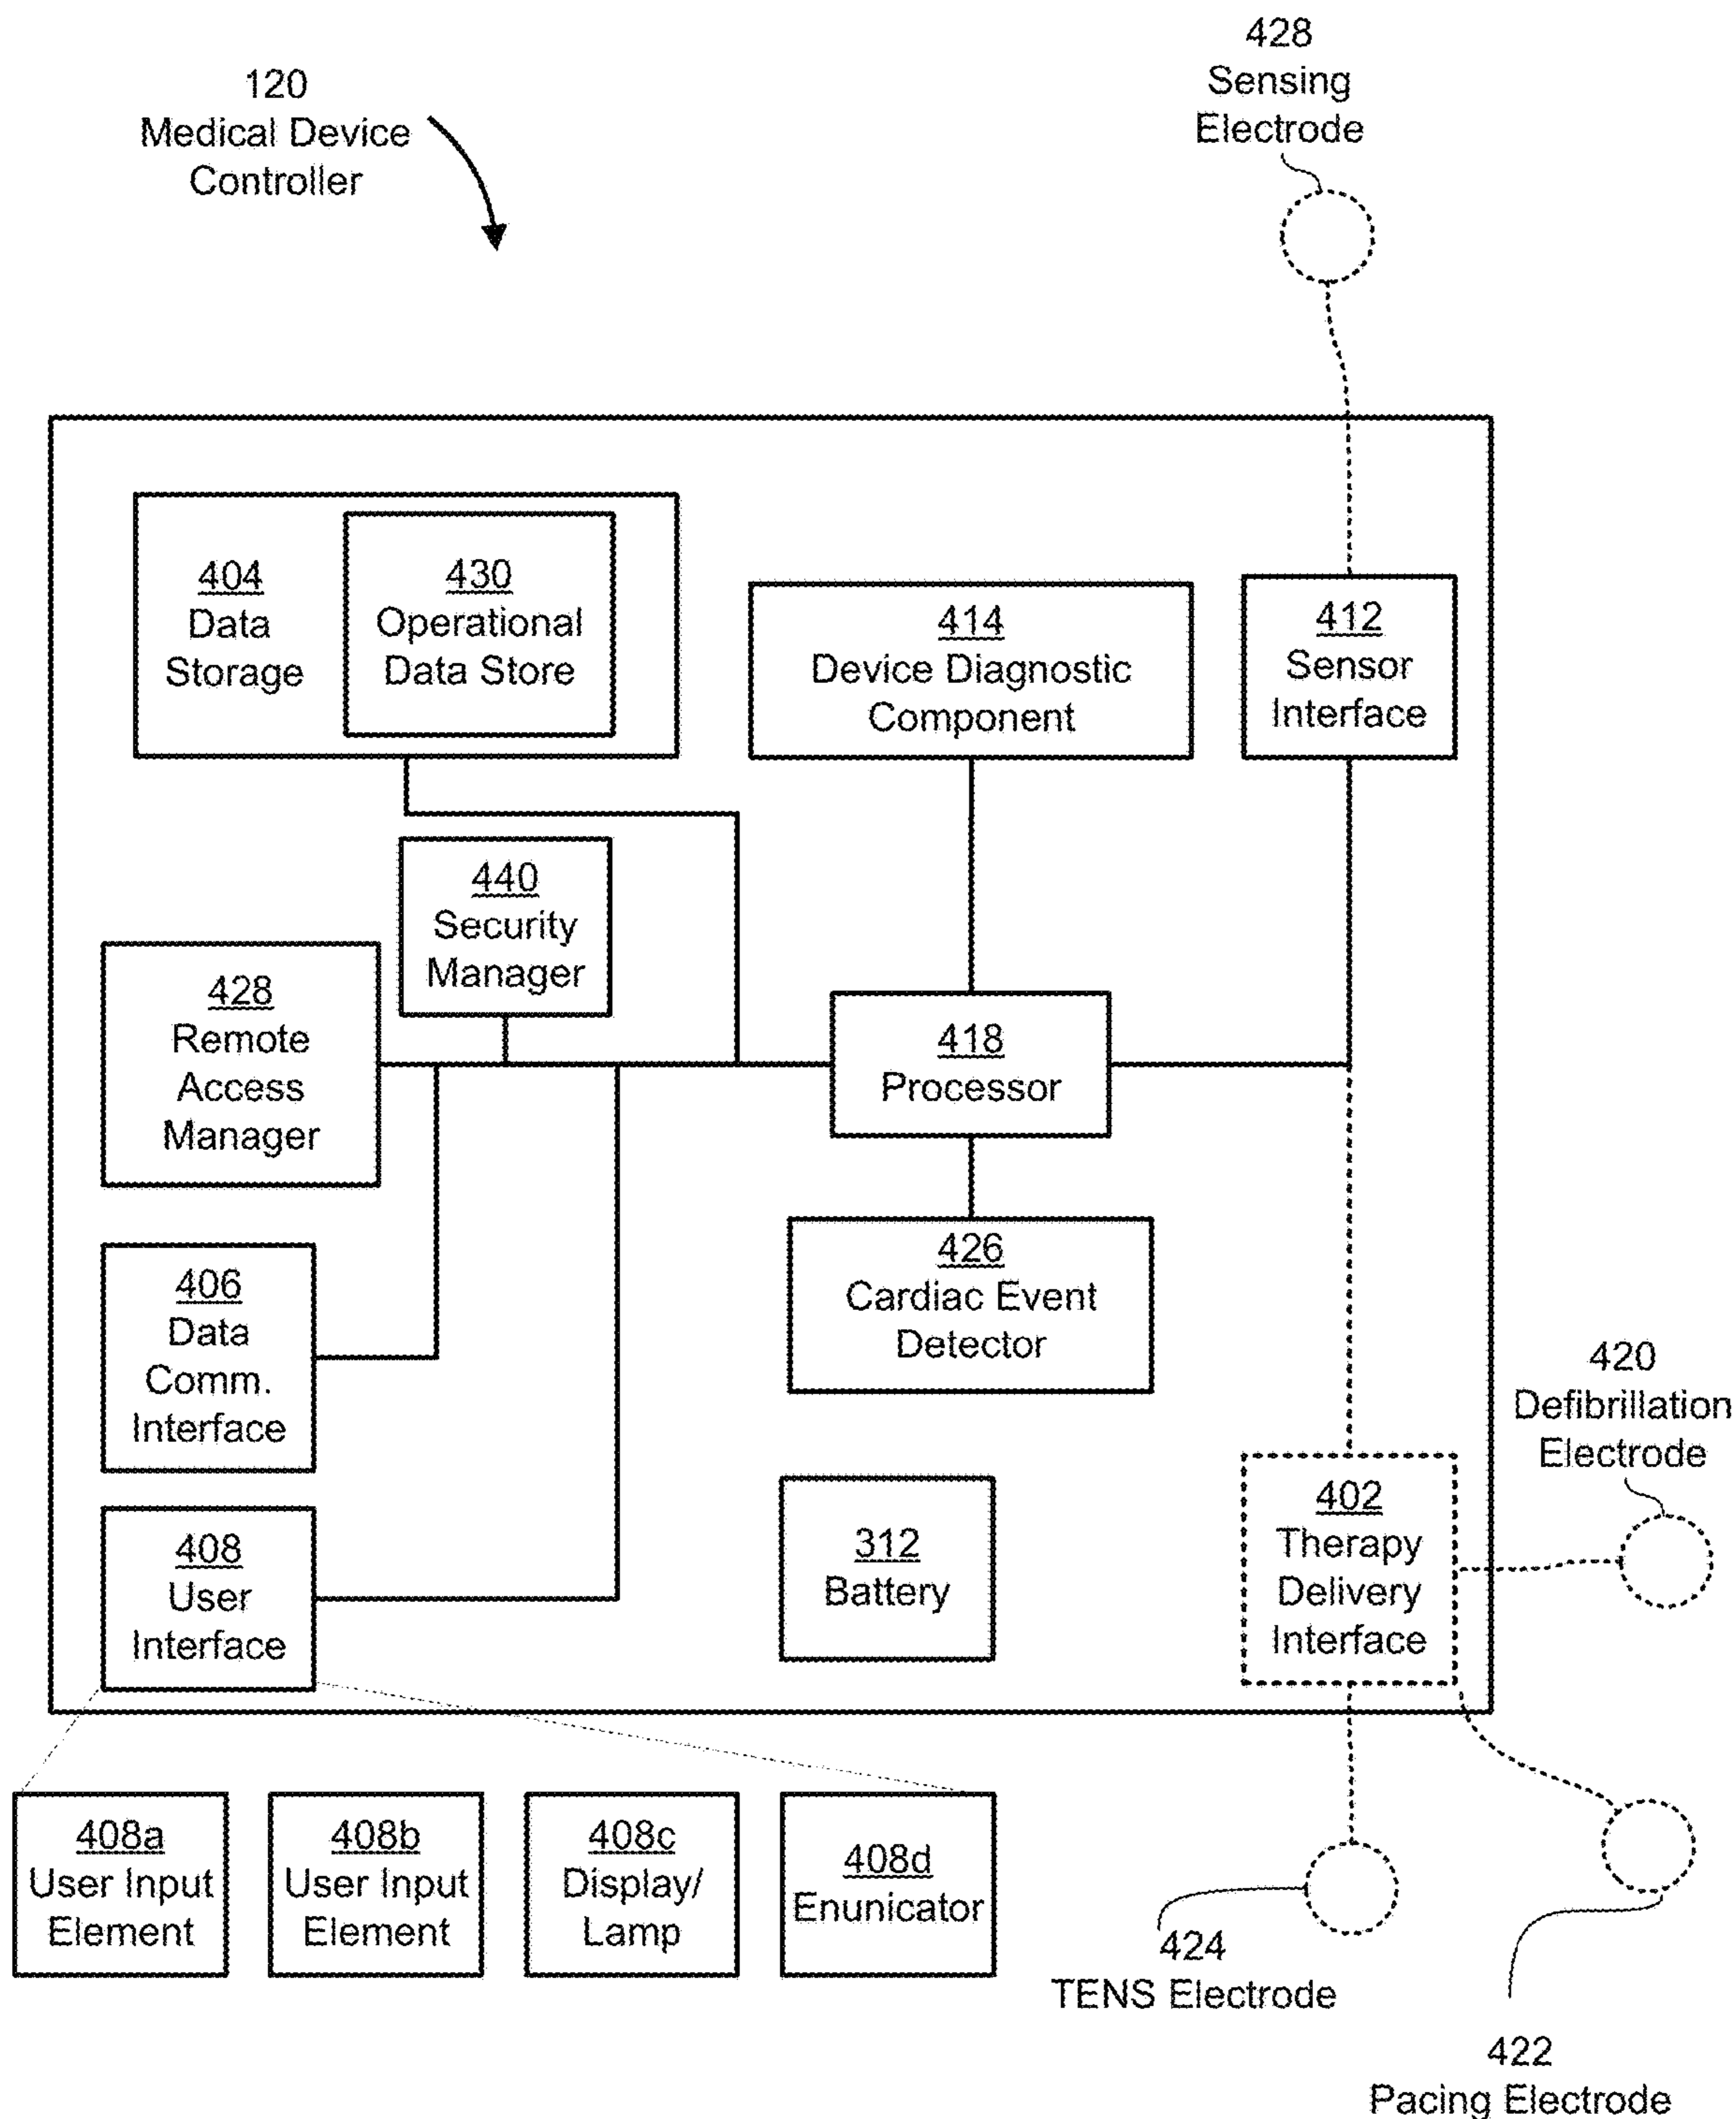 428
Sensing
Electrode
120
Medical Device
Controller
404
Data
Storage
430
Operational
Data Store
414
Device Diagnostic
Component
412
Sensor
Interface
440
Security
Manager
428
Remote
Access
Manager
418
Processor
406
Data
Comm.
Interface
426
Cardiac Event
Detector
420
Defibrillation
Electrode
408
User
Interface
312
Battery
402
Therapy
Delivery
Interface
408a
User Input
Element
408b
User Input
Element
408c
Display/
Lamp
408d
Enunicator
424
TENS Electrode
422
Pacing Electrode